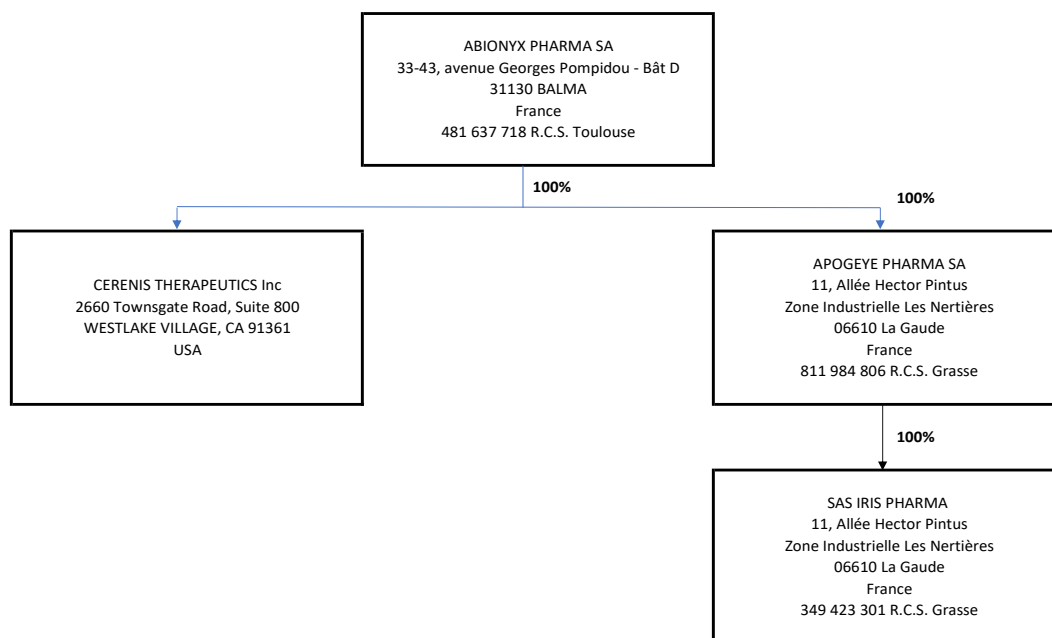 ABIONYX PHARMA SA
33-43, avenue Georges Pompidou - Bât D
31130 BALMA
France
481 637 718 R.C.S. Toulouse
100%
100%
CERENIS THERAPEUTICS Inc
2660 Townsgate Road, Suite 800
WESTLAKE VILLAGE, CA 91361
USA
APOGEYE PHARMA SA
11, Allée Hector Pintus
Zone Industrielle Les Nertières
06610 La Gaude
France
811 984 806 R.C.S. Grasse
100%
SAS IRIS PHARMA
11, Allée Hector Pintus
Zone Industrielle Les Nertières
06610 La Gaude
France
349 423 301 R.C.S. Grasse